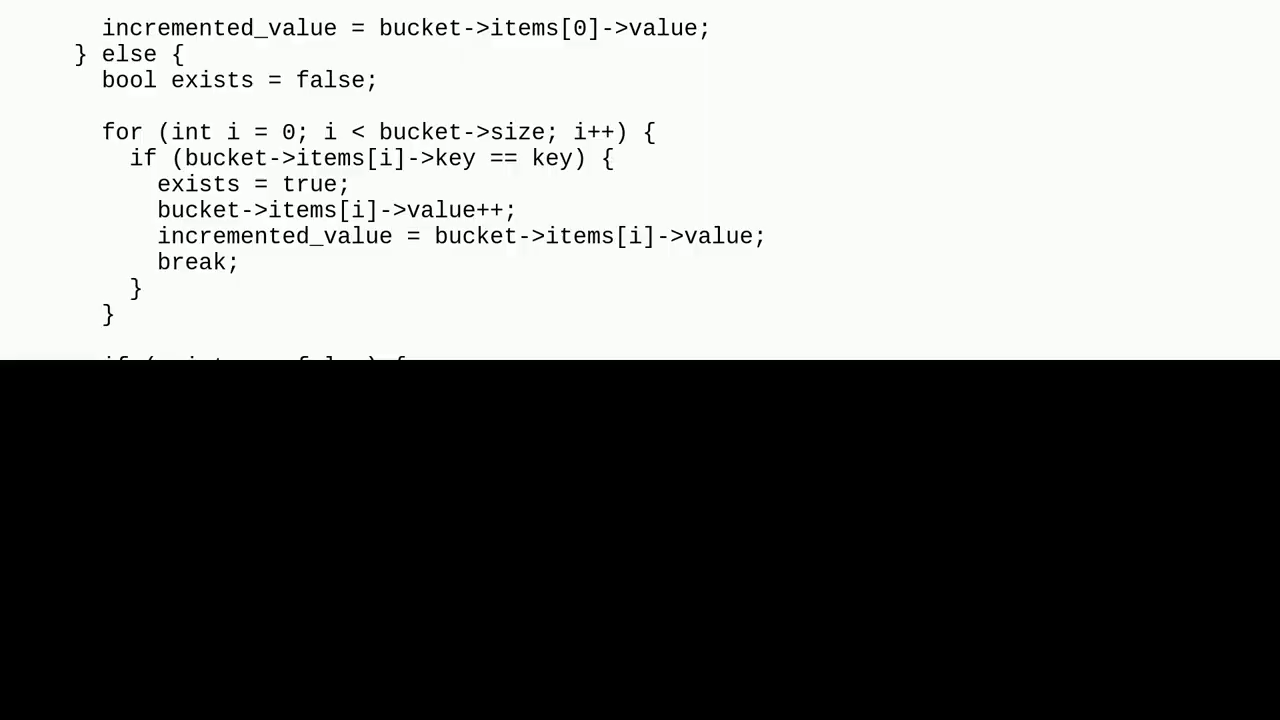 incremented_value = bucket->items[0]->value;
} else {
bool exists = false;
for (int i = 0; i < bucket->size; i++) {
if (bucket->items[i]->key == key) {
exists = true;
bucket->items[i]->value++;
incremented_value = bucket->items[i]->value;
break;
}
}